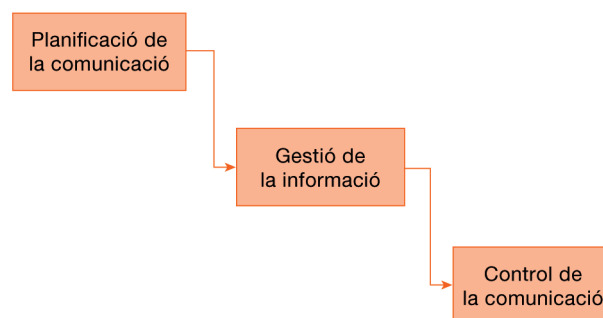 Planificació de
la comunicació
Gestió de
la informació
Control de
la comunicació